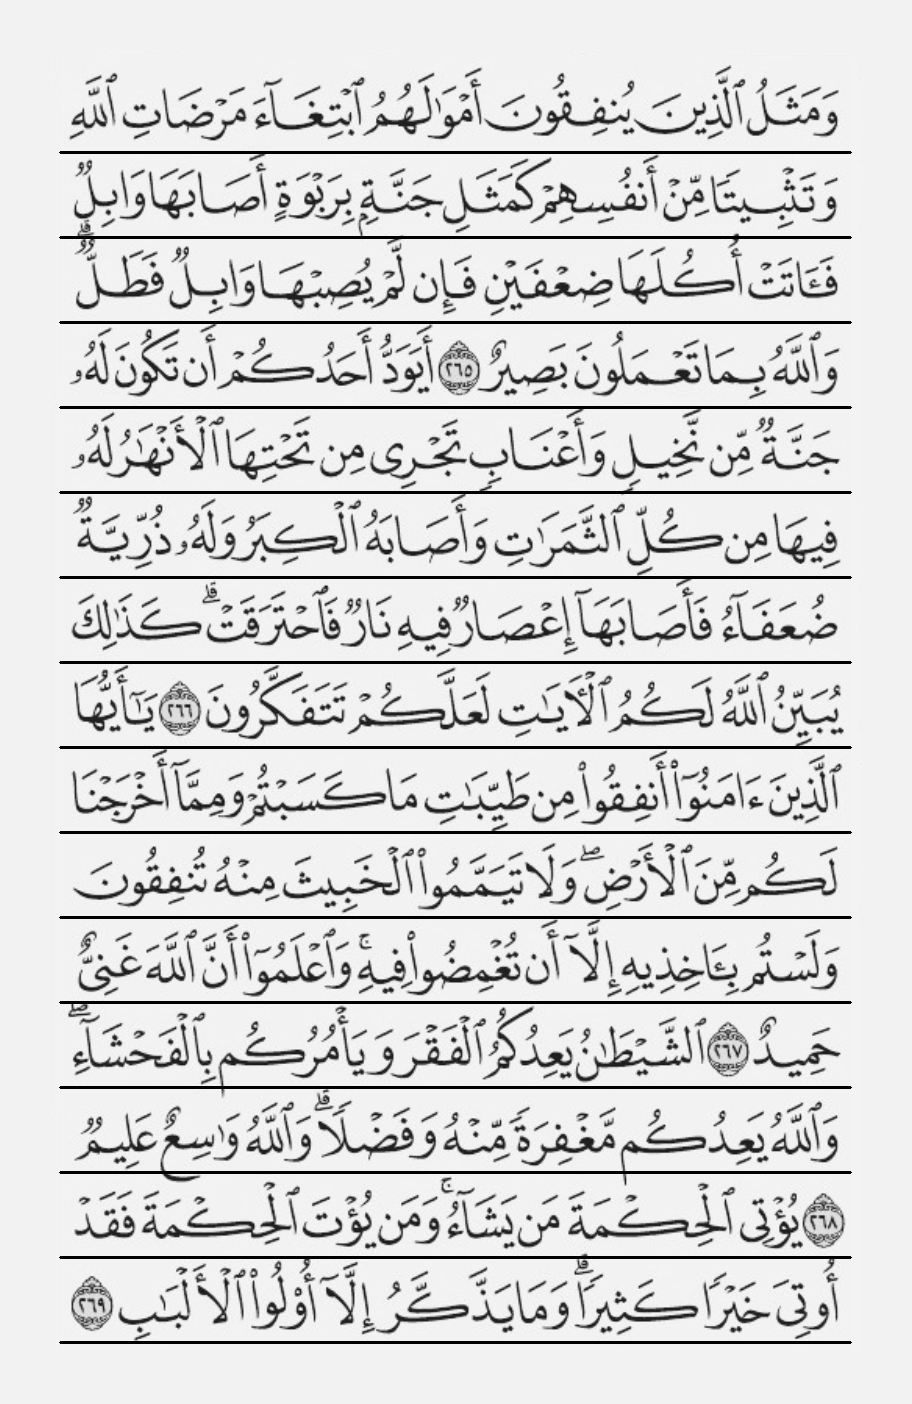 وَمَثَلُ ٱلَّذِينَ يُنفِقُونَ أَمۡوَٰلَهُمُ ٱبۡتِغَآءَ مَرۡضَاتِ ٱللَّهِ
وَتَثۡبِيتٗا مِّنۡ أَنفُسِهِمۡ كَمَثَلِ جَنَّةِۭ بِرَبۡوَةٍ أَصَابَهَا وَابِلٞ
فَـَٔاتَتۡ أُكُلَهَا ضِعۡفَيۡنِ فَإِن لَّمۡ يُصِبۡهَا وَابِلٞ فَطَلّٞۗ
وَٱللَّهُ بِمَا تَعۡمَلُونَ بَصِيرٌ ٢٦٥ أَيَوَدُّ أَحَدُكُمۡ أَن تَكُونَ لَهُۥ
جَنَّةٞ مِّن نَّخِيلٖ وَأَعۡنَابٖ تَجۡرِي مِن تَحۡتِهَا ٱلۡأَنۡهَٰرُ لَهُۥ
فِيهَا مِن كُلِّ ٱلثَّمَرَٰتِ وَأَصَابَهُ ٱلۡكِبَرُ وَلَهُۥ ذُرِّيَّةٞ
ضُعَفَآءُ فَأَصَابَهَآ إِعۡصَارٞ فِيهِ نَارٞ فَٱحۡتَرَقَتۡۗ كَذَٰلِكَ
يُبَيِّنُ ٱللَّهُ لَكُمُ ٱلۡأٓيَٰتِ لَعَلَّكُمۡ تَتَفَكَّرُونَ ٢٦٦ يَٰٓأَيُّهَا
ٱلَّذِينَ ءَامَنُوٓاْ أَنفِقُواْ مِن طَيِّبَٰتِ مَا كَسَبۡتُمۡ وَمِمَّآ أَخۡرَجۡنَا
لَكُم مِّنَ ٱلۡأَرۡضِۖ وَلَا تَيَمَّمُواْ ٱلۡخَبِيثَ مِنۡهُ تُنفِقُونَ
وَلَسۡتُم بِـَٔاخِذِيهِ إِلَّآ أَن تُغۡمِضُواْ فِيهِۚ وَٱعۡلَمُوٓاْ أَنَّ ٱللَّهَ غَنِيٌّ
حَمِيدٌ ٢٦٧ ٱلشَّيۡطَٰنُ يَعِدُكُمُ ٱلۡفَقۡرَ وَيَأۡمُرُكُم بِٱلۡفَحۡشَآءِۖ
وَٱللَّهُ يَعِدُكُم مَّغۡفِرَةٗ مِّنۡهُ وَفَضۡلٗاۗ وَٱللَّهُ وَٰسِعٌ عَلِيمٞ
٢٦٨ يُؤۡتِي ٱلۡحِكۡمَةَ مَن يَشَآءُۚ وَمَن يُؤۡتَ ٱلۡحِكۡمَةَ فَقَدۡ
أُوتِيَ خَيۡرٗا كَثِيرٗاۗ وَمَا يَذَّكَّرُ إِلَّآ أُوْلُواْ ٱلۡأَلۡبَٰبِ ٢٦٩